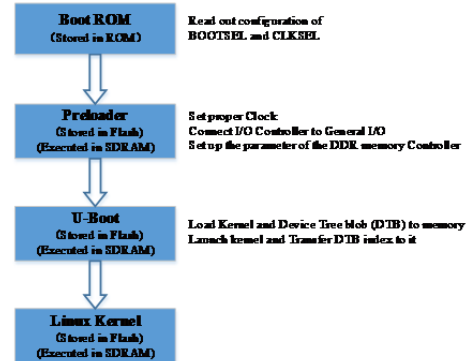 Boot ROM
(Stored in ROM)
Read out configuration of
BOOTSEL and CLKSEL
Preloader
(Stored in Flash)
(Executed in SDRAM)
Set proper Clock
Connect I/O Controller to General I/O
Set up the parameter of the DDR memory Controller
U-Boot
(Stored in Flash)
(Executed in SDRAM)
Load Kernel and Device Tree blob (DTB) to memory
Launch kernel and Transfer DTB index to it
Linux Kernel
(Stored in Flash)
(Executed in SDRAM)